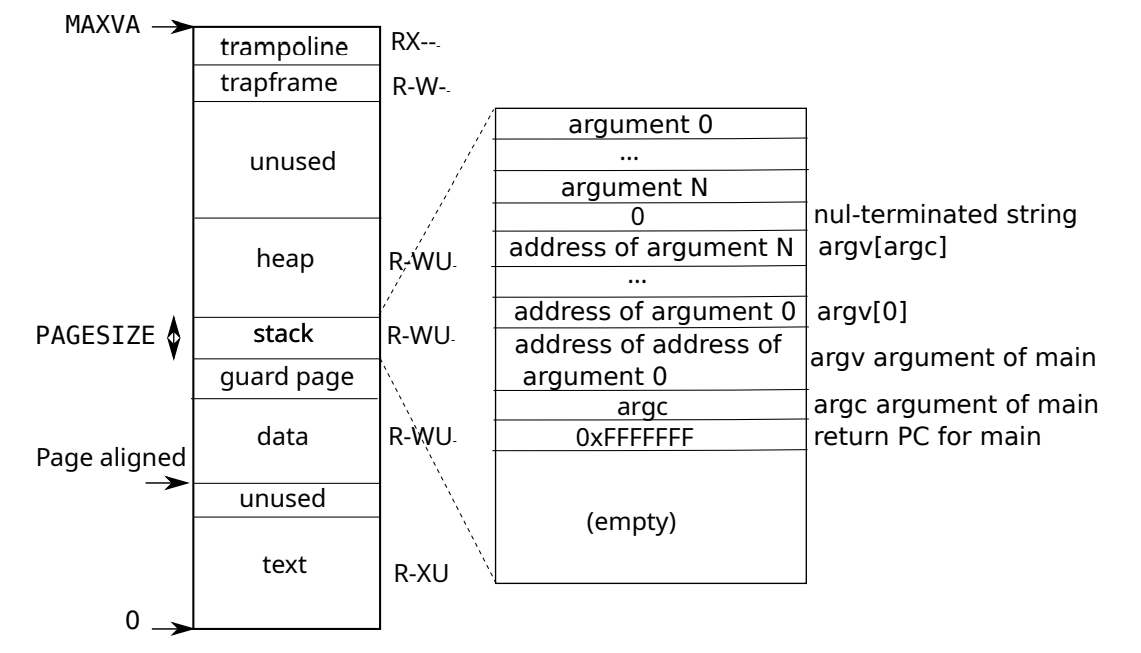 MAXVA
trampoline
RX--
trapframe
R-W-
unused
heap
R-WU
PAGESIZE
stack
R-WU
guard page
data
R-WU
Page aligned
unused
text
R-XU
0
argument 0
...
argument N
0
nul-terminated string
address of argument N
argv[argc]
...
address of argument 0
argv[0]
address of address of
argument 0
argv argument of main
argc
argc argument of main
0xFFFFFFF
return PC for main
(empty)